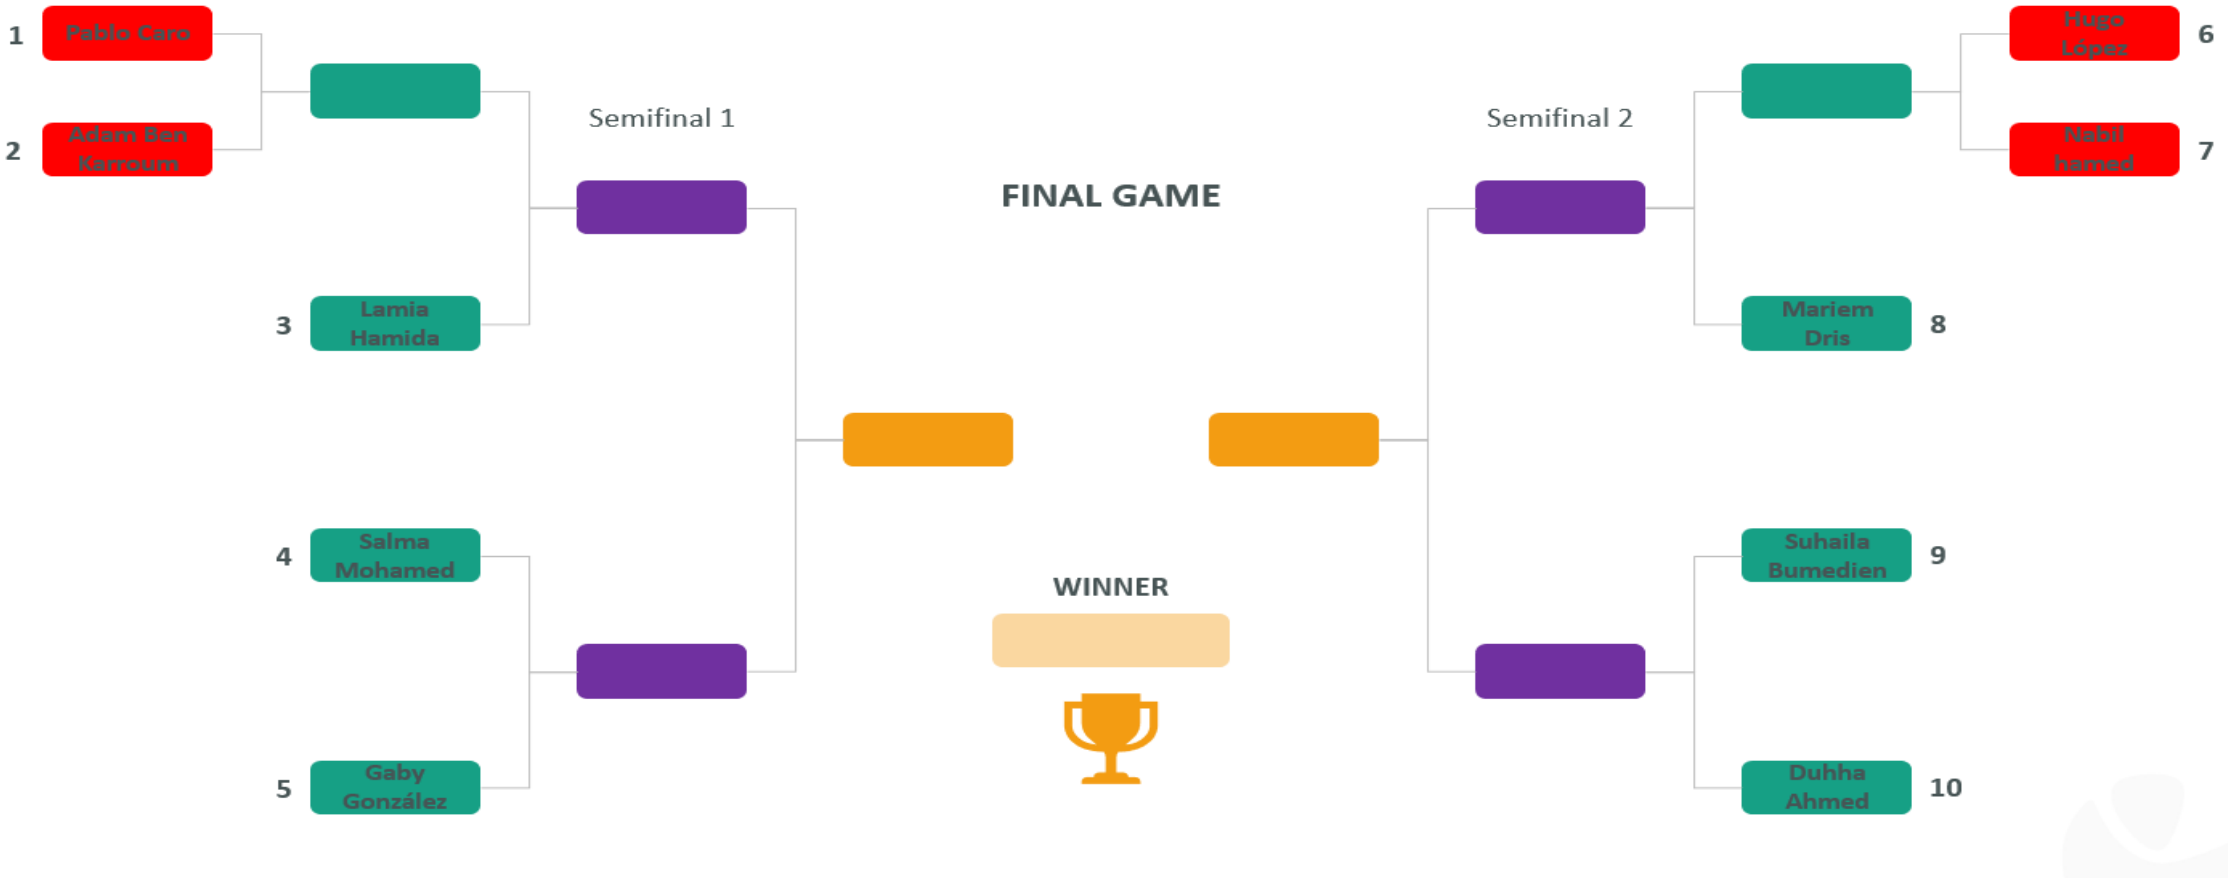 1
Pablo Caro
2
Adam Ben
Karroum
3
Lamia
Hamida
4
Salma
Mohamed
5
Gaby
González
Semifinal 1
FINAL GAME
WINNER
Semifinal 2
Hugo
López
6
Nabil
hamed
7
Mariem
Dris
8
Suhaila
Bumedien
9
Duhha
Ahmed
10